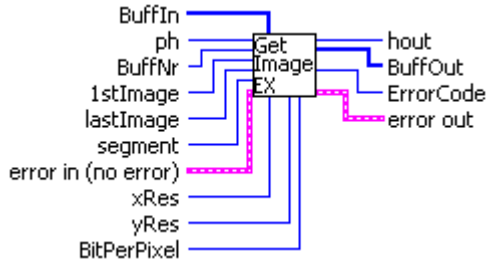 BuffIn
ph
BuffNr
1stImage
lastImage
segment
error in (no error)
xRes
yRes
BitPerPixel
Get
Image
EX
hout
BuffOut
ErrorCode
error out